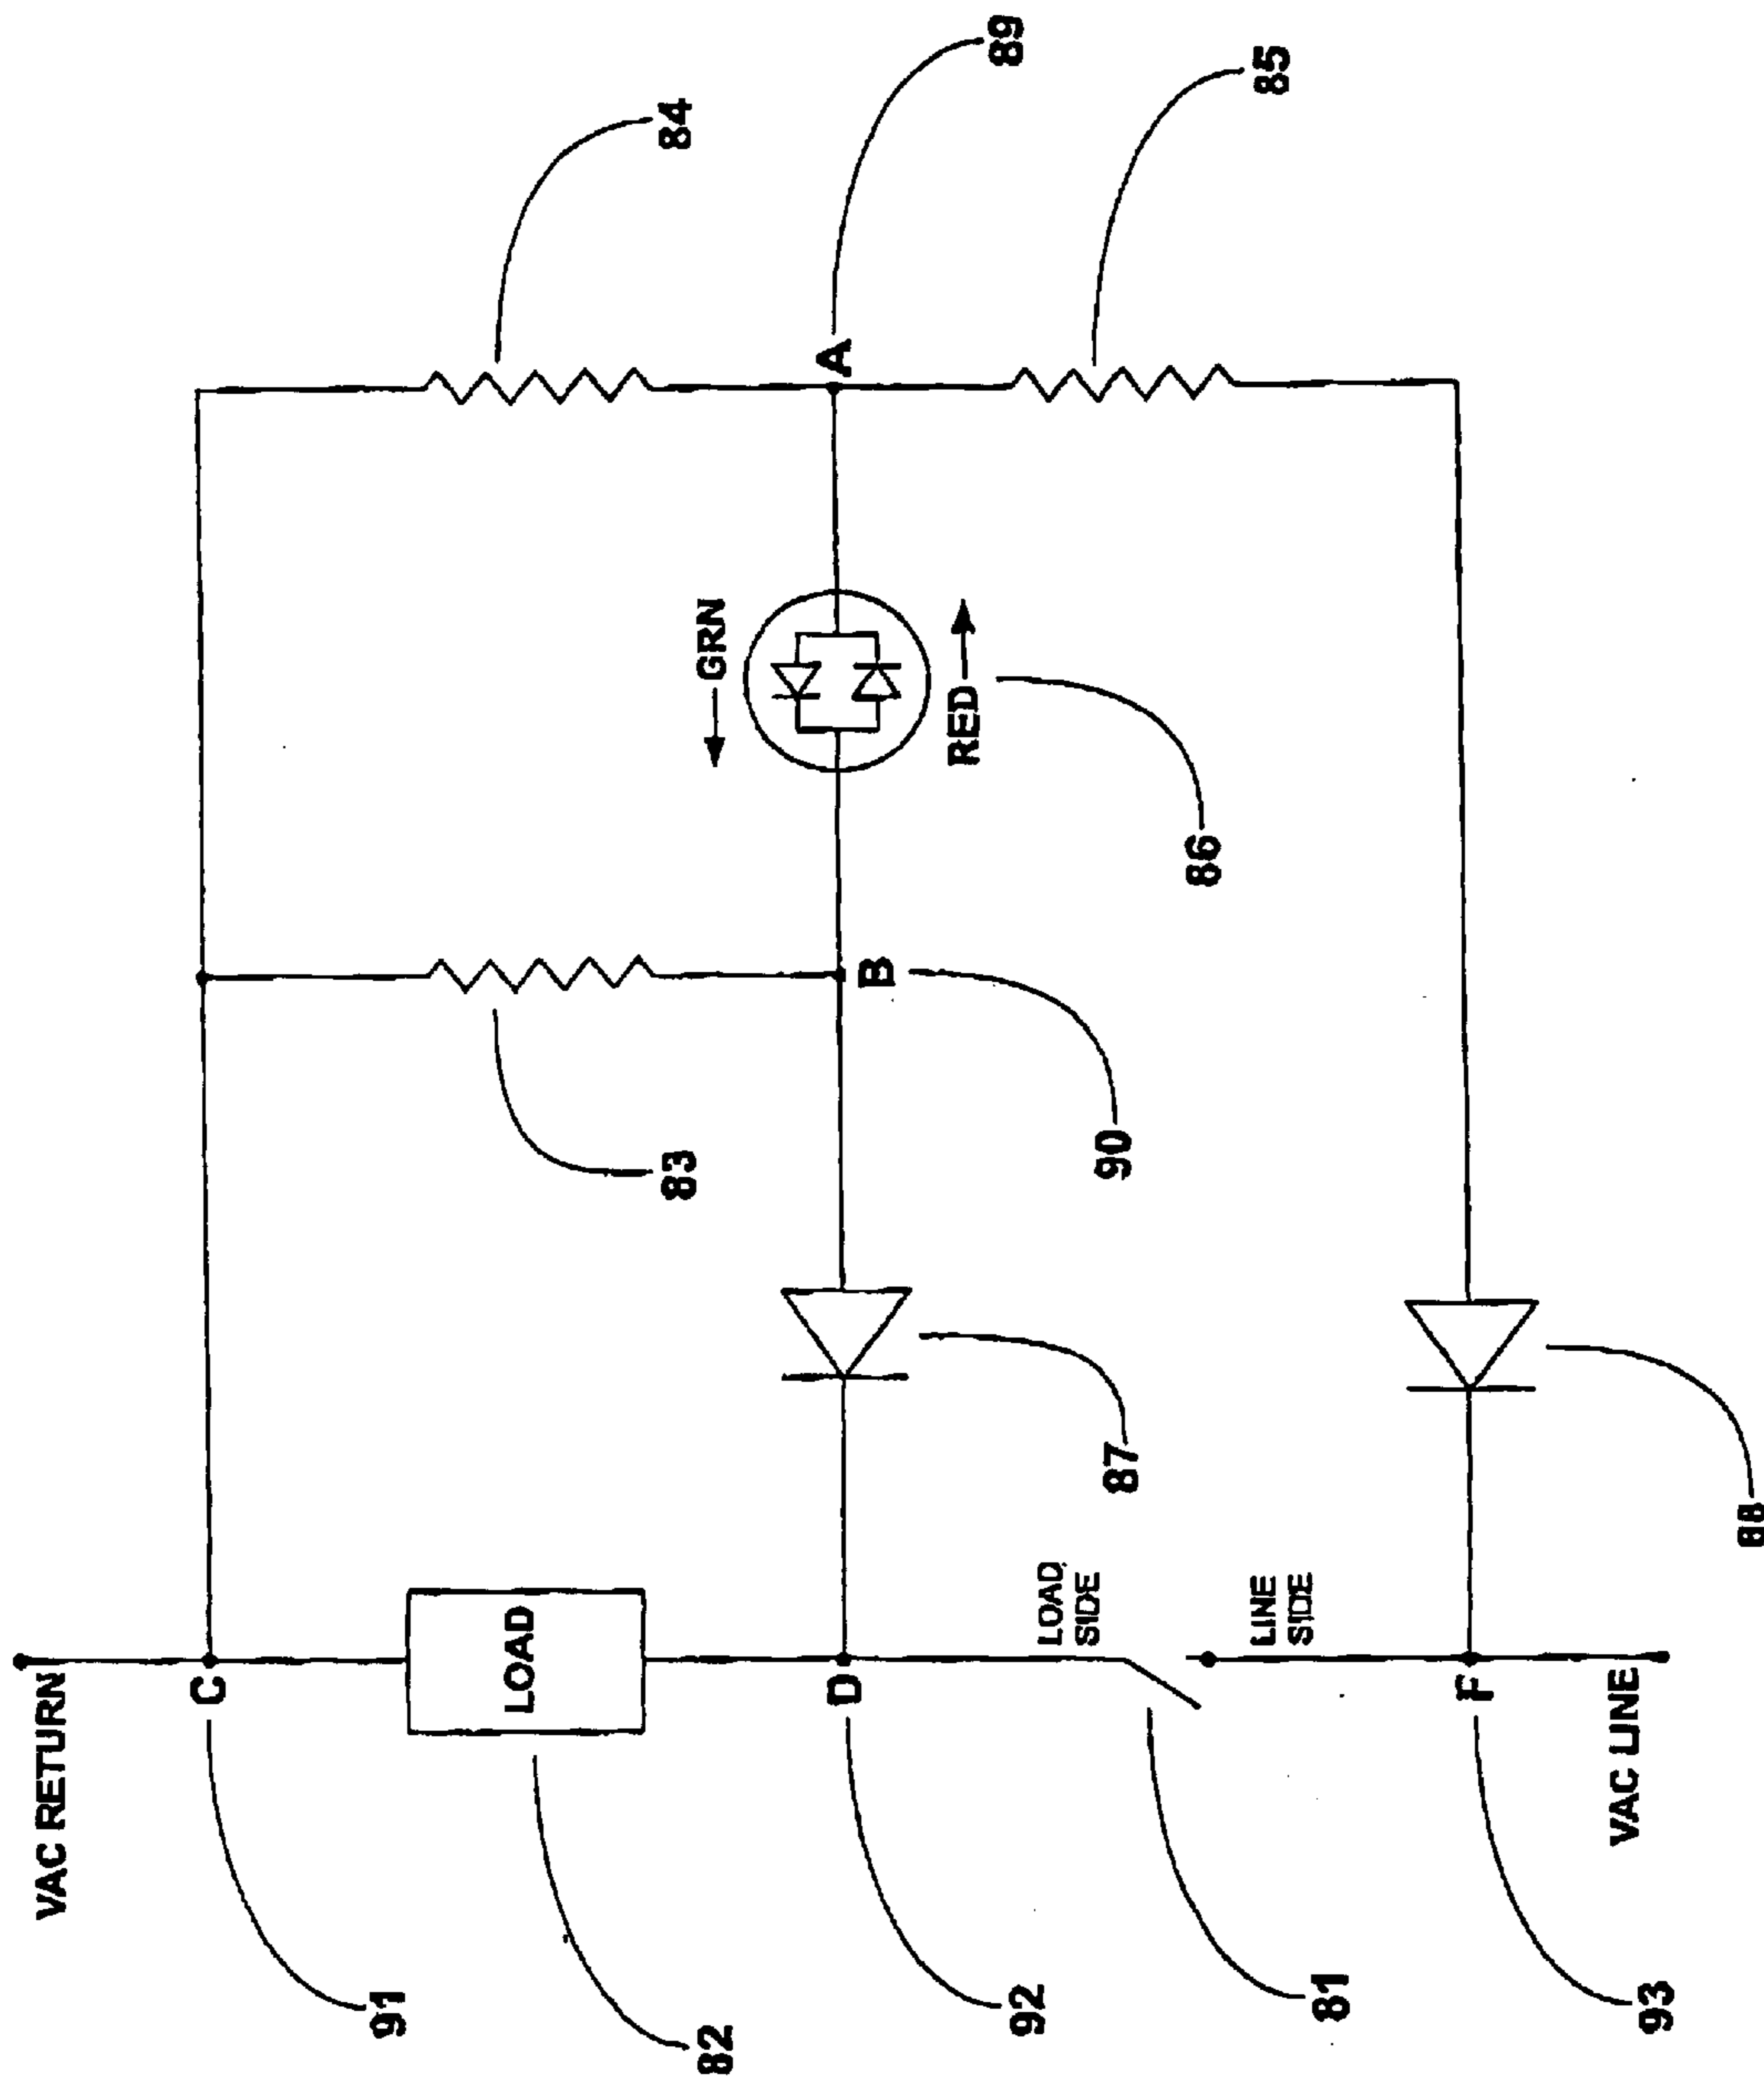 VAC RETURN
C
91
LOAD
82
83
84
GRN
A
D
B
RED
89
92
LOAD
SIDE
90
87
86
85
LINE
SIDE
81
F
VAC LINE
93
88